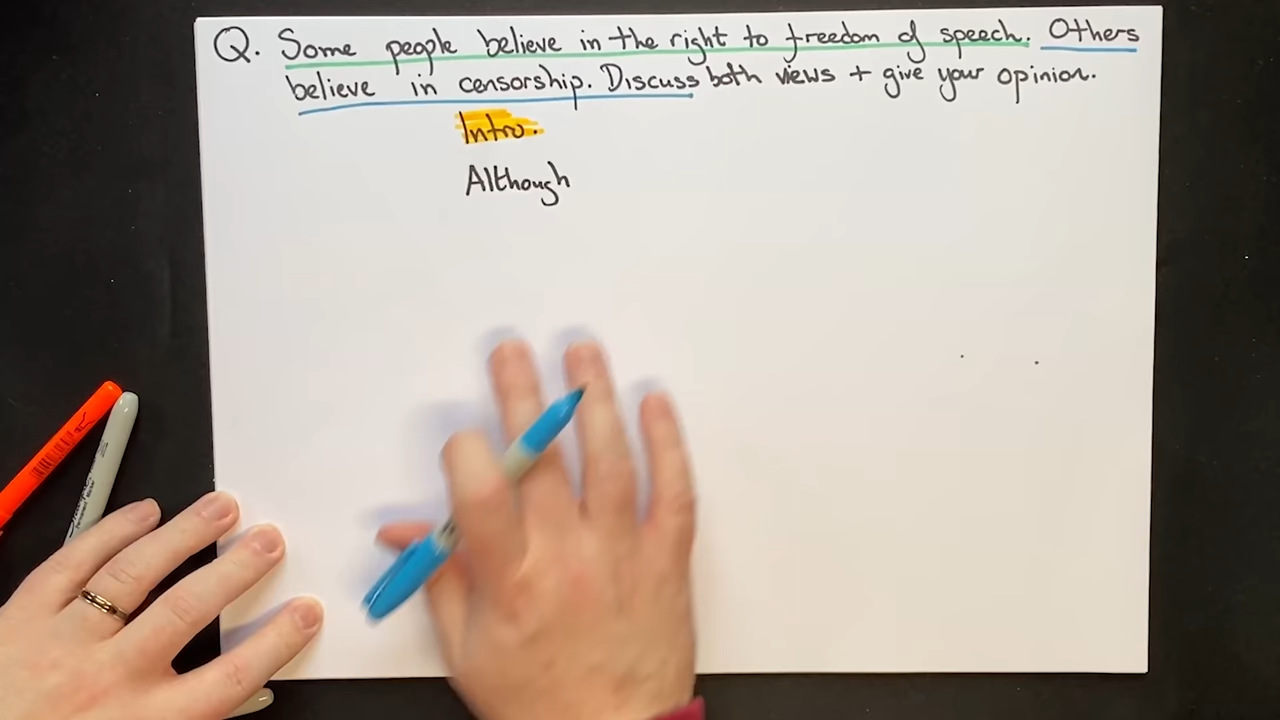 Q. Some people believe in the right to freedom of speech. Others
believe in censorship. Discuss both views + give your opinion.
Intro.
Although